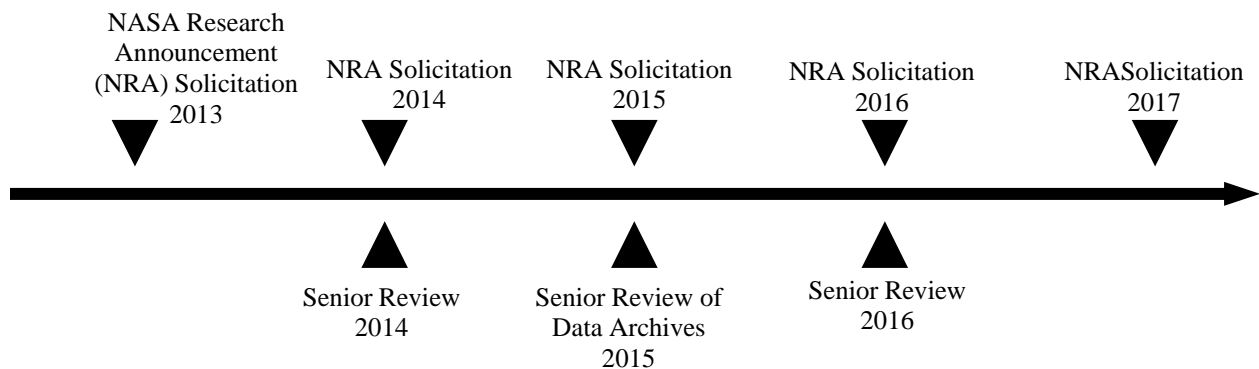 NASA Research
Announcement
(NRA) Solicitation
2013
NRA Solicitation
2014
NRA Solicitation
2015
NRA Solicitation
2016
NRASolicitation
2017
Senior Review
2014
Senior Review of
Data Archives
2015
Senior Review
2016